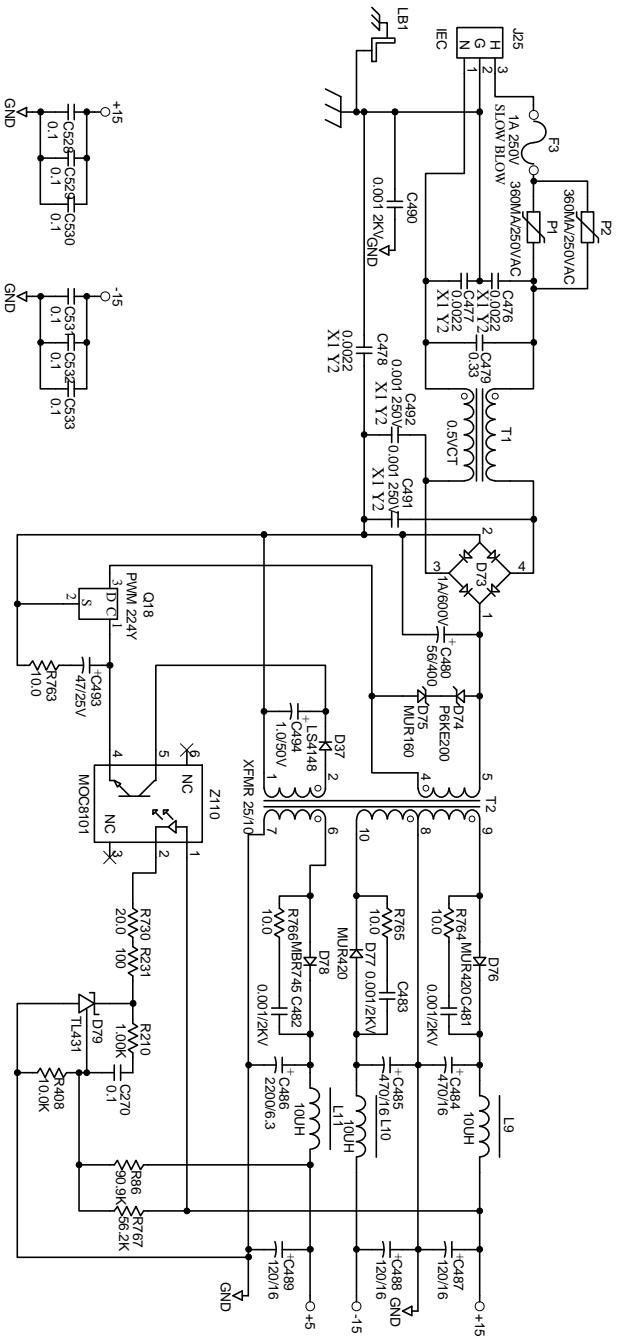 J25
H
G
N
3
2
1
IEC
LB1
F3
1A 250V
SLOW BLOW
P2
360MA/250VAC
P1
360MA/250VAC
C490
0.001 2KV
GND
C476
0.0022
X1 Y2
C477
0.0022
X1 Y2
C479
0.33
C478
0.0022
X1 Y2
T1
0.5VCT
C492
0.001 250V
X1 Y2
C491
0.001 250V
X1 Y2
+15
C528
0.1
C529
0.1
C530
0.1
GND
-15
C531
0.1
C532
0.1
C533
0.1
GND
2
4
3
1
D73
1A/600V
+
C480
56/400
D74
P6KE200
D75
MUR160
D37
LS4148
+
C494
1.0/50V
Q18
PWM 224Y
3
D
C
1
S
2
+
C493
47/25V
R763
10.0
Z110
MOC8101
4
5
6
NC
NC
3
2
1
T2
XFMR 25/10
5
4
2
1
9
8
10
6
7
D76
MUR420
R764
10.0
C481
0.001/2KV
R765
10.0
C483
0.001/2KV
D77
MUR420
D78
MBR745
R766
10.0
C482
0.001/2KV
+
C484
470/16
+
C485
470/16
+
C486
2200/6.3
L9
10UH
L10
10UH
L11
10UH
R730
20.0
R231
100
R210
1.00K
D79
TL431
C270
0.1
R408
10.0K
R86
90.9K
R767
56.2K
+
C487
120/16
+
C488
120/16
+
C489
120/16
+15
GND
-15
+5
GND